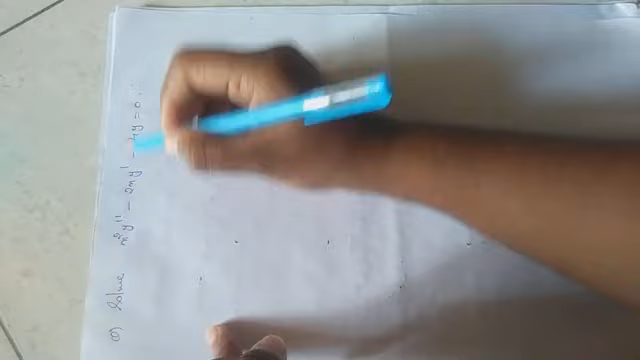 Q) Solve x²y'' - 2xy' - 4y = 0.